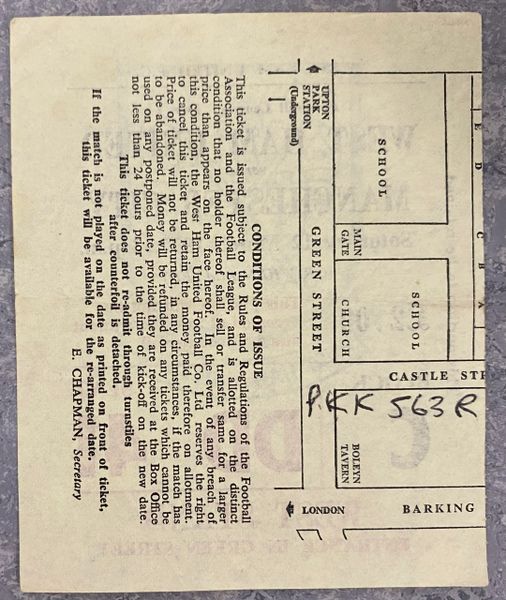 E D C B A
SCHOOL
SCHOOL
CASTLE STR
BARKING
MAIN
GATE
CHURCH
BOLEYN
TAVERN
PKK 563 R
UPTON
PARK
STATION
(Underground)
GREEN STREET
LONDON
CONDITIONS OF ISSUE
This ticket is issued subject to the Rules and Regulations of the Football
Association and the Football League, and is allotted on the distinct
condition that no holder thereof shall sell or transfer same for a larger
price than appears on the face hereof. In the event of any breach of
this condition, the West Ham United Football Co. Ltd. reserves the right
to cancel this ticket and retain the money paid therefore on allotment.
Price of ticket will not be returned, in any circumstances, if the match has
to be abandoned. Money will be refunded on any tickets which cannot be
used on any postponed date, provided they are received at the Box Office
not less than 24 hours prior to the time of kick-off on the new date.
This ticket does not re-admit through turnstiles
after counterfoil is detached.
E. CHAPMAN, Secretary
If the match is not played on the date as printed on front of ticket,
this ticket will be available for the re-arranged date.